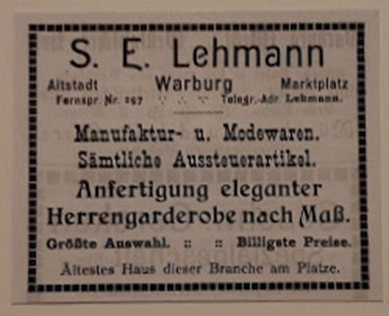 S. E. Lehmann
Altstadt Warburg Marktplatz
Fernspr. Nr. 197 Telegr.-Adr. Lehmann.
Manufaktur- u. Modewaren.
Sämtliche Aussteuerartikel.
Anfertigung eleganter
Herrengarderobe nach Maß.
Größte Auswahl. :: :: Billigste Preise.
Ältestes Haus dieser Branche am Platze.